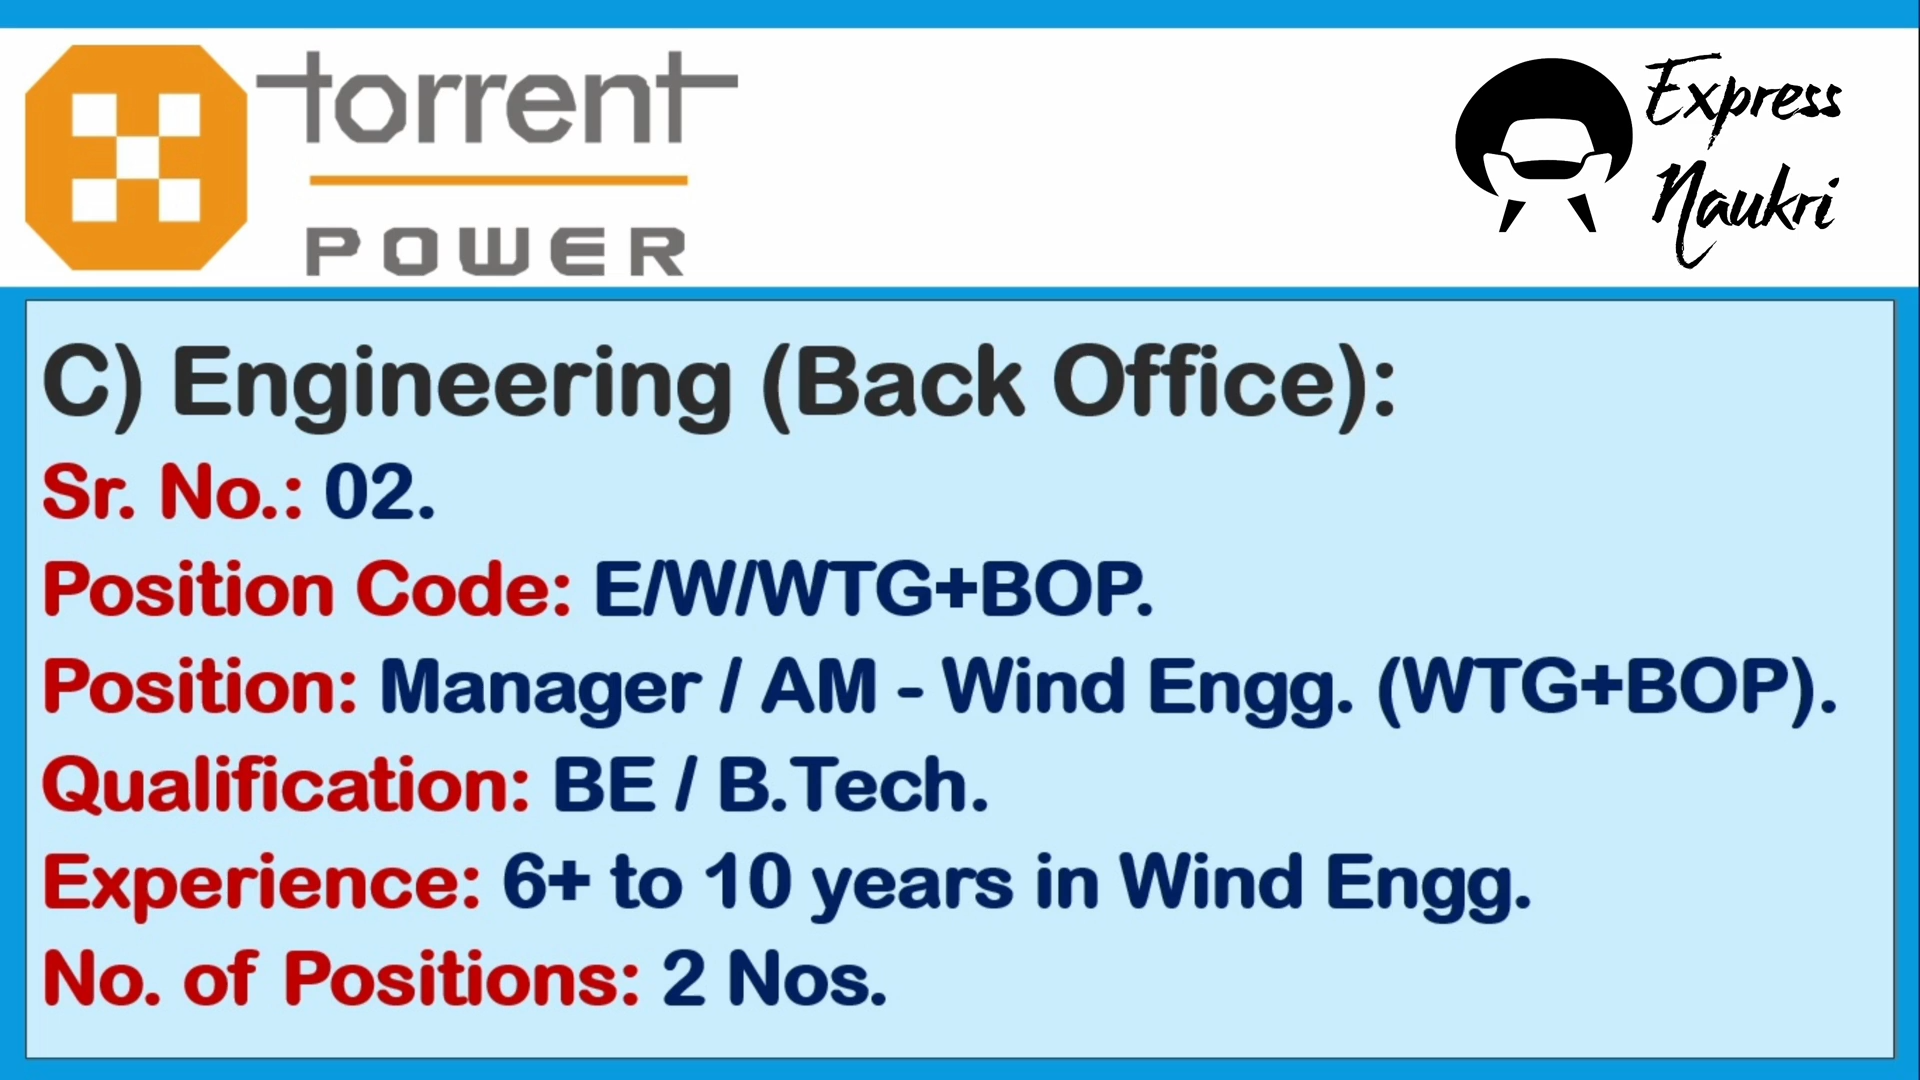 torrent
POWER
Express
Naukri
C) Engineering (Back Office):
Sr. No.: 02.
Position Code: E/W/WTG+BOP.
Position: Manager / AM - Wind Engg. (WTG+BOP).
Qualification: BE / B.Tech.
Experience: 6+ to 10 years in Wind Engg.
No. of Positions: 2 Nos.